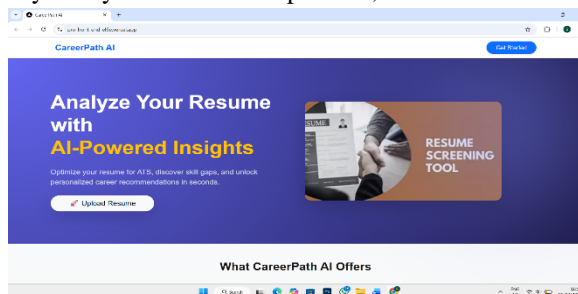 CareerPath AI
Get Started
Analyze Your Resume
with
AI-Powered Insights
Optimize your resume for ATS, discover skill gaps, and unlock
personalized career recommendations in seconds.
Upload Resume
RESUME
SCREENING
TOOL
What CareerPath AI Offers
Search